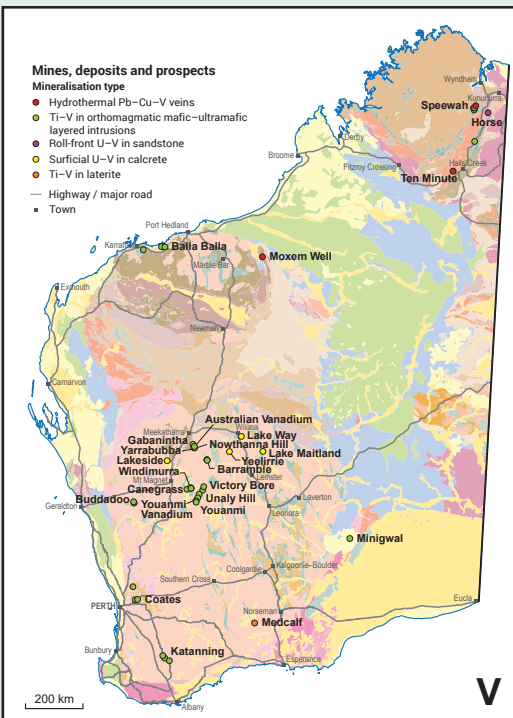 Mines, deposits and prospects
Mineralisation type
Hydrothermal Pb–Cu–V veins
Ti–V in orthomagmatic mafic–ultramafic
layered intrusions
Roll-front U–V in sandstone
Surficial U–V in calcrete
Ti–V in laterite
Highway / major road
Town
Wyndham
Kununurra
Speewah
Horse
Derby
Broome
Fitzroy Crossing
Halls Creek
Ten Minute
Port Hedland
Karratha
Balla Balla
Marble Bar
Moxem Well
Exmouth
Newman
Carnarvon
Australian Vanadium
Meekatharra
Wiluna
Lake Way
Gabanintha
Nowthanna Hill
Yarrabubba
Yeelirrie
Lake Maitland
Lakeside
Barrambie
Windimurra
Leinster
Mt Magnet
Canegrass
Victory Bore
Laverton
Buddadoo
Unaly Hill
Geraldton
Youanmi
Vanadium
Youanmi
Leonora
Minigwal
Coolgardie
Kalgoorlie–Boulder
Southern Cross
PERTH
Coates
Norseman
Eucla
Medcalf
Bunbury
Katanning
Esperance
Albany
200 km
V